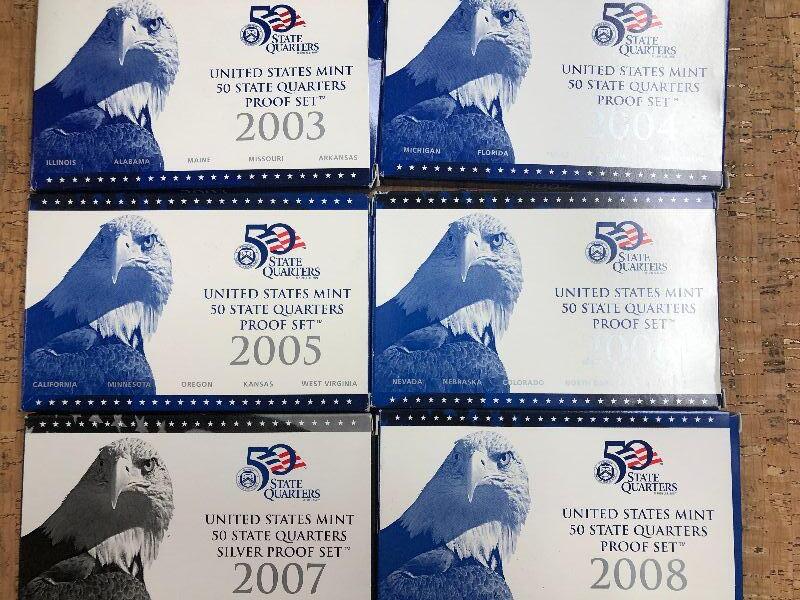 50
STATE
QUARTERS
UNITED STATES MINT
50 STATE QUARTERS
PROOF SET™
2003
ILLINOIS ALABAMA MAINE MISSOURI ARKANSAS
50
STATE
QUARTERS
UNITED STATES MINT
50 STATE QUARTERS
PROOF SET™
2004
MICHIGAN FLORIDA
50
STATE
QUARTERS
UNITED STATES MINT
50 STATE QUARTERS
PROOF SET™
2005
CALIFORNIA MINNESOTA OREGON KANSAS WEST VIRGINIA
50
STATE
QUARTERS
UNITED STATES MINT
50 STATE QUARTERS
PROOF SET™
NEVADA NEBRASKA COLORADO NORTH
50
STATE
QUARTERS
UNITED STATES MINT
50 STATE QUARTERS
SILVER PROOF SET™
2007
50
STATE
QUARTERS
UNITED STATES MINT
50 STATE QUARTERS
PROOF SET™
2008